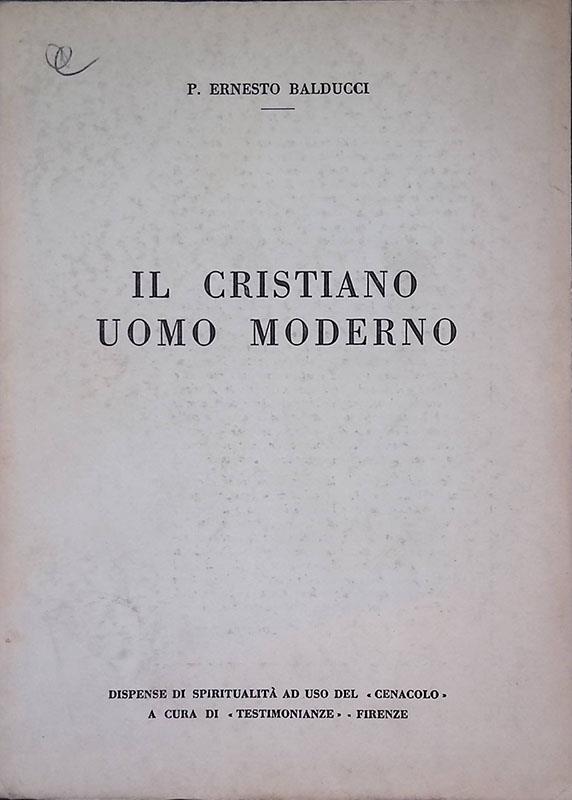 P. ERNESTO BALDUCCI
IL CRISTIANO
UOMO MODERNO
DISPENSE DI SPIRITUALITÀ AD USO DEL «CENACOLO»
A CURA DI «TESTIMONIANZE» - FIRENZE